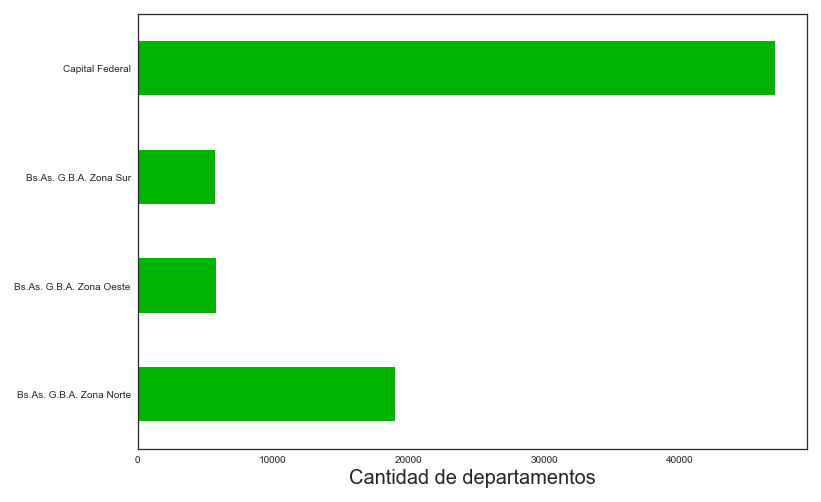 Capital Federal
Bs.As. G.B.A. Zona Sur
Bs.As. G.B.A. Zona Oeste
Bs.As. G.B.A. Zona Norte
0 10000 20000 30000 40000
Cantidad de departamentos